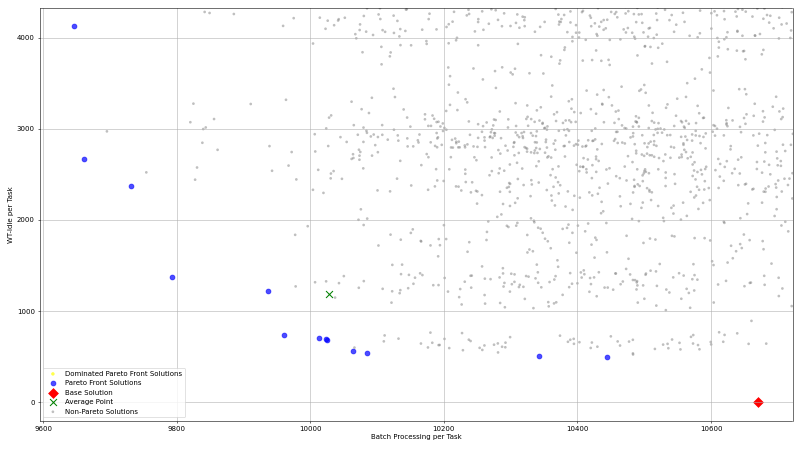 4000
3000
2000
1000
0
WT-Idle per Task
Dominated Pareto Front Solutions
Pareto Front Solutions
Base Solution
Average Point
Non-Pareto Solutions
9600 9800 10000 10200 10400 10600
Batch Processing per Task